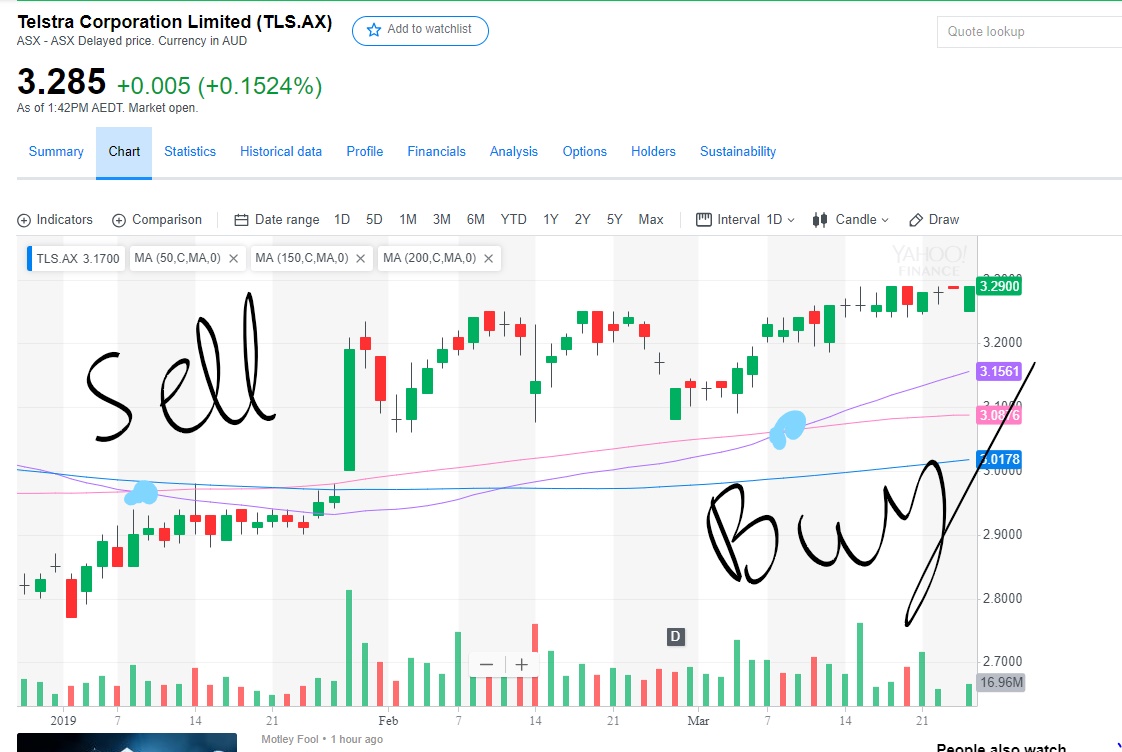 Telstra Corporation Limited (TLS.AX)
Add to watchlist
Quote lookup
ASX - ASX Delayed price. Currency in AUD
3.285 +0.005 (+0.1524%)
As of 1:42PM AEDT. Market open.
Summary Chart Statistics Historical data Profile Financials Analysis Options Holders Sustainability
Indicators Comparison Date range 1D 5D 1M 3M 6M YTD 1Y 2Y 5Y Max Interval 1D Candle Draw
TLS.AX 3.1700 MA (50,C,MA,0) MA (150,C,MA,0) MA (200,C,MA,0)
YAHOO!
FINANCE
3.2900
3.2000
Sell
3.1561
3.0876
3.0178
Buy
2.9000
2.8000
D
2.7000
16.96M
2019 7 14 21 Feb 7 14 21 Mar 7 14 21
Motley Fool • 1 hour ago
People also watch